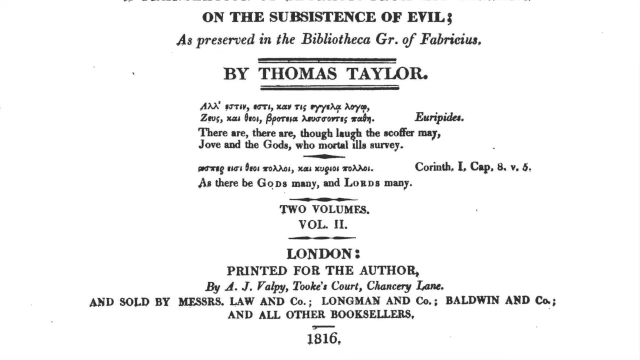 ON THE SUBSISTENCE OF EVIL;
As preserved in the Bibliotheca Gr. of Fabricius.
BY THOMAS TAYLOR.
Αλλ' εστιν, εστι, καν τις εγγελᾳ λογῳ,
Ζευς, και θεοι, βροτεια λευσσοντες παθη. Euripides.
There are, there are, though laugh the scoffer may,
Jove and the Gods, who mortal ills survey.
ωσπερ εισι θεοι πολλοι, και κυριοι πολλοι. Corinth. I. Cap. 8. v. 5.
As there be GODS many, and LORDS many.
TWO VOLUMES.
VOL. II.
LONDON:
PRINTED FOR THE AUTHOR,
By A. J. Valpy, Tooke's Court, Chancery Lane.
AND SOLD BY MESSRS. LAW AND Co.; LONGMAN AND Co.; BALDWIN AND Co.;
AND ALL OTHER BOOKSELLERS.
1816.